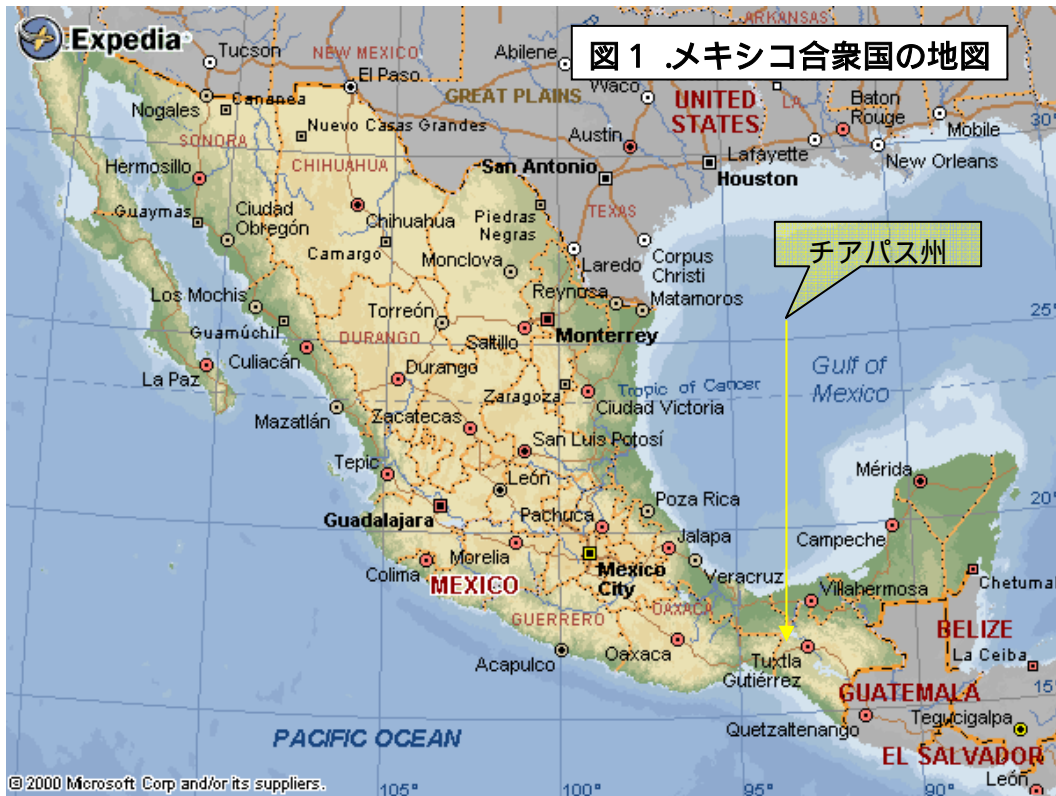 Expedia
図1 .メキシコ合衆国の地図
ARKANSAS
Tucson
NEW MEXICO
Abilene
El Paso
Waco
GREAT PLAINS
UNITED
STATES
LA
Baton
Rouge
Nogales
Cananea
Nuevo Casas Grandes
Austin
Mobile
30°
SONORA
Hermosillo
CHIHUAHUA
San Antonio
Lafayette
New Orleans
Houston
Guaymas
Ciudad
Obregón
Chihuahua
Piedras
Negras
TEXAS
Camargo
Monclova
Laredo
Corpus
Christi
チアパス州
Los Mochis
Reynosa
Matamoros
Torreón
25°
Guamúchil
DURANGO
Saltillo
Monterrey
Culiacán
La Paz
Durango
Gulf of
Mexico
Zaragoza
Tropic of Cancer
Ciudad Victoria
Mazatlán
Zacatecas
San Luis Potosí
Tepic
León
Mérida
Poza Rica
20°
Guadalajara
Pachuca
Jalapa
Campeche
Morelia
Colima
MEXICO
Mexico
City
Veracruz
Villahermosa
Chetumal
OAXACA
GUERRERO
BELIZE
Acapulco
Oaxaca
Tuxtla
Gutiérrez
La Ceiba
GUATEMALA
15°
Quetzaltenango
Tegucigalpa
PACIFIC OCEAN
EL SALVADOR
León
© 2000 Microsoft Corp and/or its suppliers.
105°
100°
95°
90°